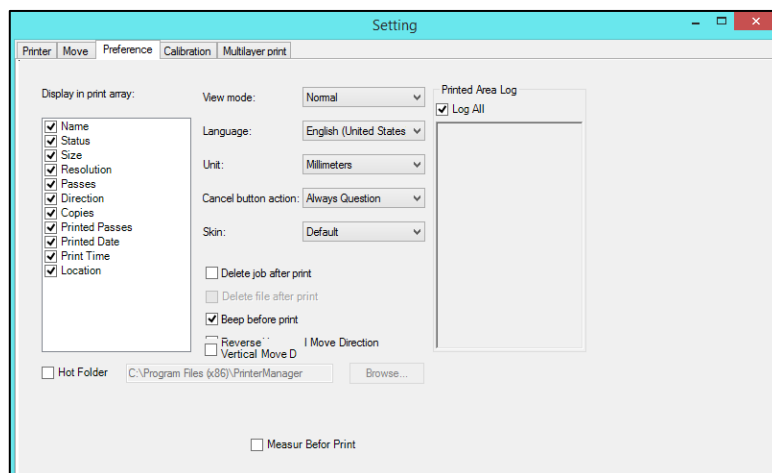 Setting
Printer Move Preference Calibration Multilayer print
Display in print array:
Name
Status
Size
Resolution
Passes
Direction
Copies
Printed Passes
Printed Date
Print Time
Location
View mode: Normal
Language: English (United States
Unit: Millimeters
Cancel button action: Always Question
Skin: Default
Delete job after print
Delete file after print
Beep before print
Reverse Move Direction
Vertical Move D
Printed Area Log
Log All
Hot Folder C:\Program Files (x86)\PrinterManager Browse...
Measur Befor Print